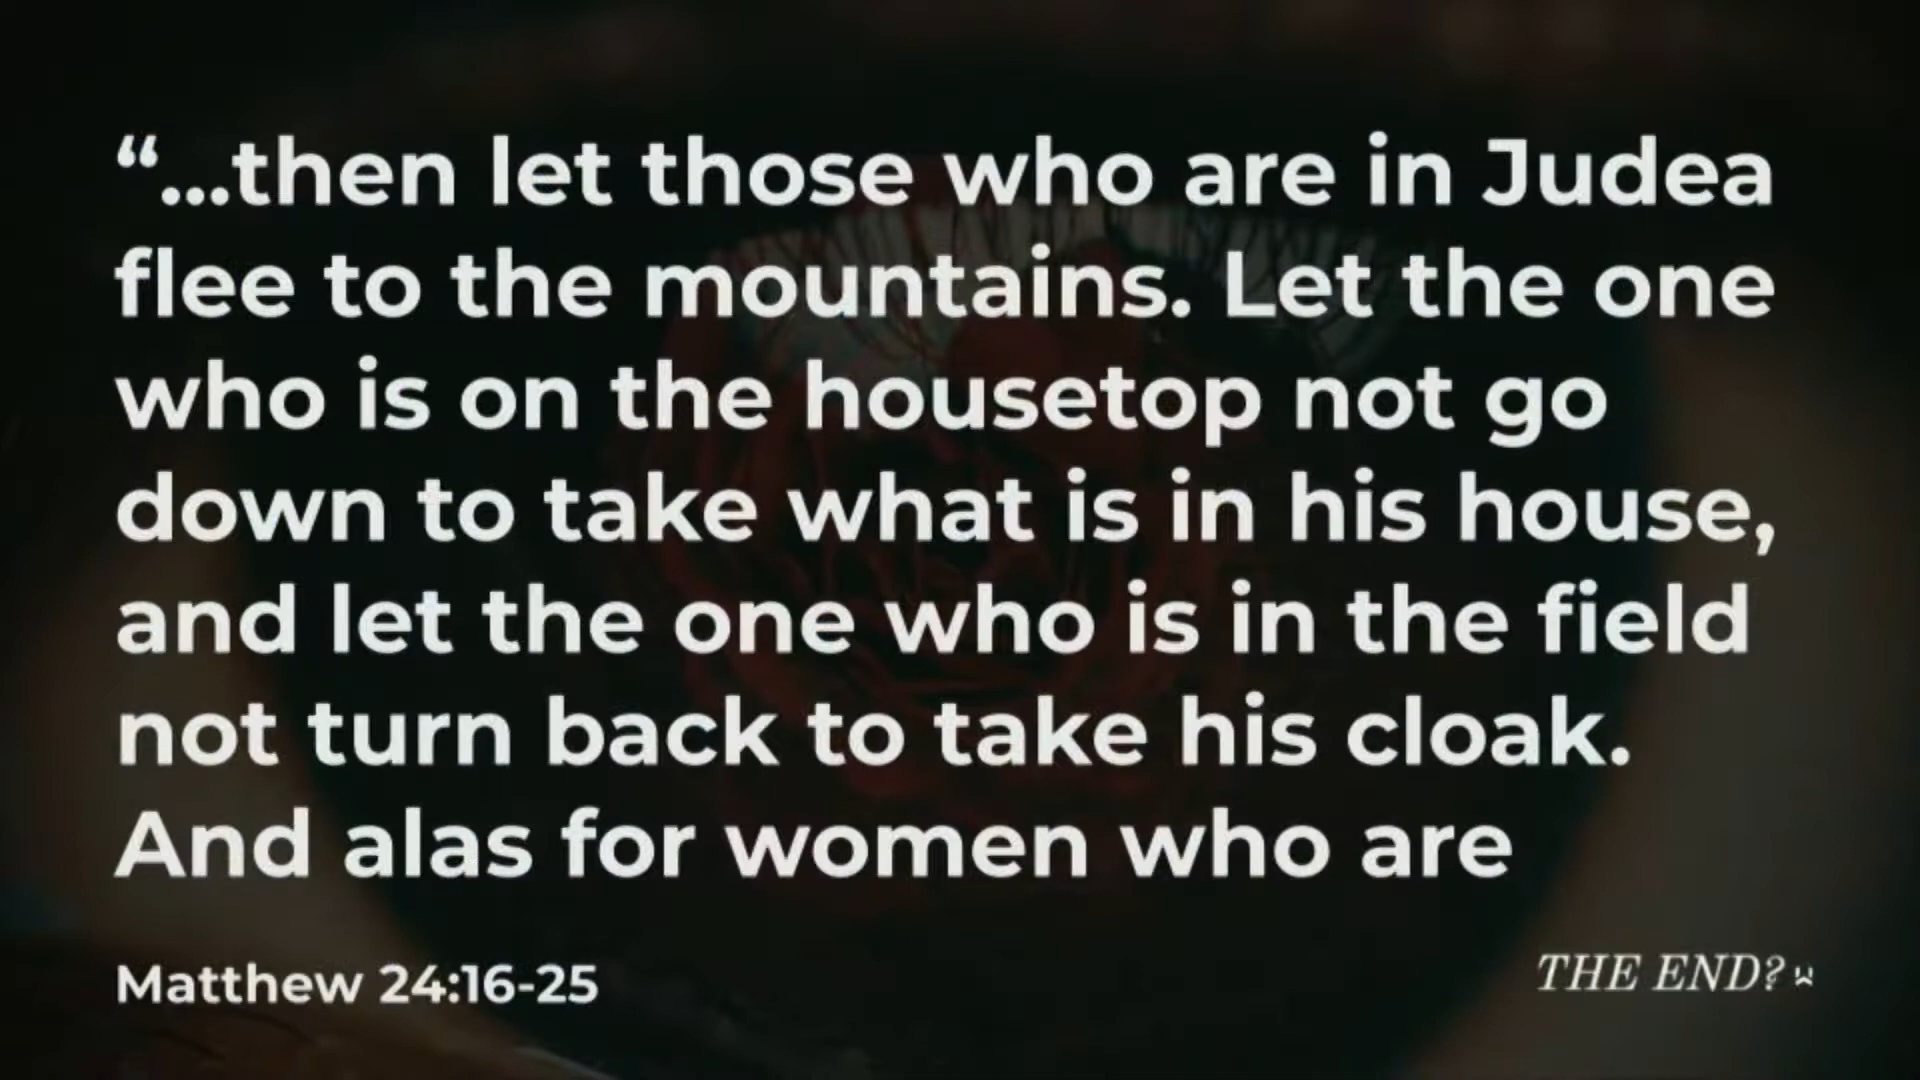 “...then let those who are in Judea
flee to the mountains. Let the one
who is on the housetop not go
down to take what is in his house,
and let the one who is in the field
not turn back to take his cloak.
And alas for women who are
Matthew 24:16-25
THE END?